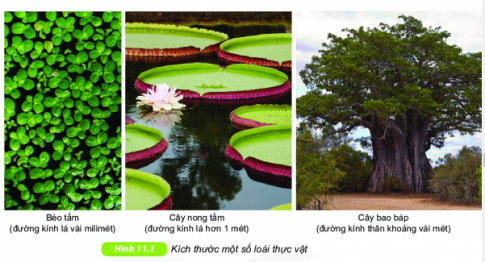 Bèo tấm
(đường kính lá vài milimét)
Cây nong tằm
(đường kính lá hơn 1 mét)
Cây bao báp
(đường kính thân khoảng vài mét)
Hình 11.1 Kích thước một số loài thực vật